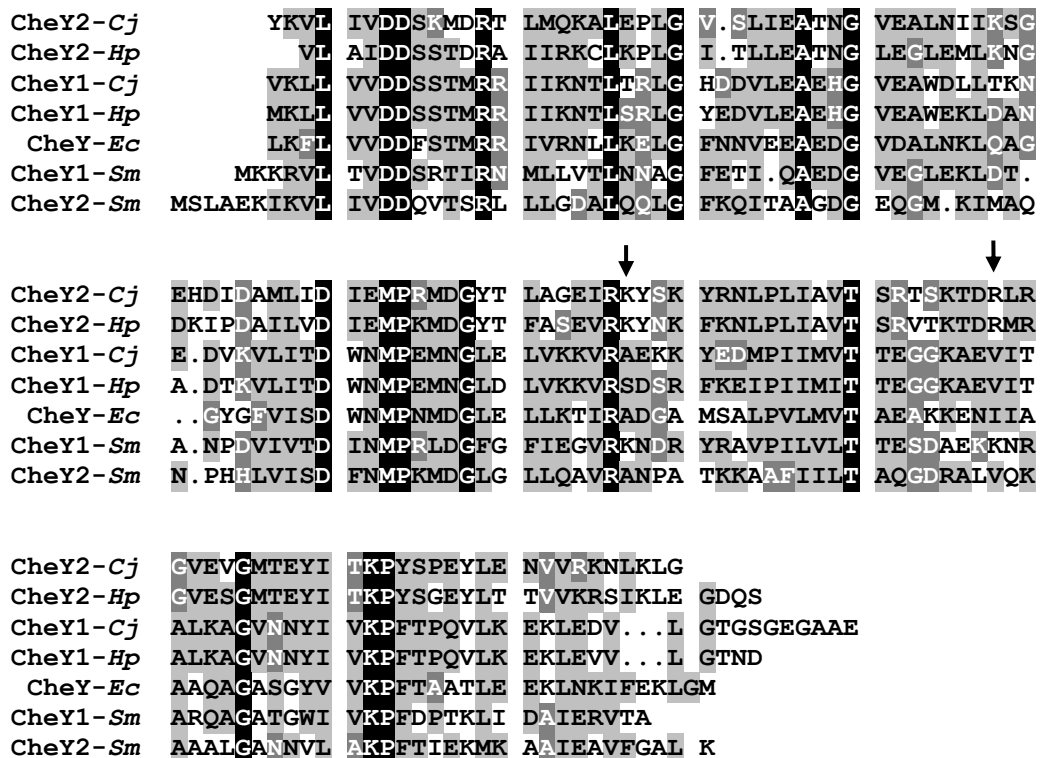 CheY2-Cj YKVL IVDDSKMDRT LMQKALEPLG V.SLIEATNG VEALNIIKSG
CheY2-Hp VL AIDDSSTDRA IIRKCLKPLG I.TLLEATNG LEGLEMLKNG
CheY1-Cj VKLL VVDDSSTMRR IIKNTLTRLG HDDVLEAEHG VEAWDLLTKN
CheY1-Hp MKLL VVDDSSTMRR IIKNTLSRLG YEDVLEAEHG VEAWEKLDAN
CheY-Ec LKFL VVDDFSTMRR IVRNLLKELG FNNVEEAEDG VDALNKLQAG
CheY1-Sm MKKRVL TVDDSRTIRN MLLVTLNNAG FETI.QAEDG VEGLEKLDT.
CheY2-Sm MSLAEKIKVL IVDDQVTSRL LLGDALQQLG FKQITAAGDG EQGM.KIMAQ
CheY2-Cj EHDIDAMLID IEMPRMDGYT LAGEIRKYSK YRNLPLIAVT SRTSKTDRLR
CheY2-Hp DKIPDAILVD IEMPKMDGYT FASEVRKYNK FKNLPLIAVT SRVTKTDRMR
CheY1-Cj E.DVKVLITD WNMPEMNGLE LVKKVRAEKK YEDMPIIMVT TEGGKAEVIT
CheY1-Hp A.DTKVLITD WNMPEMNGLD LVKKVRSDSR FKEIPIIMIT TEGGKAEVIT
CheY-Ec ..GYGFVISD WNMPNMDGLE LLKTIRADGA MSALPVLMVT AEAKKENIIA
CheY1-Sm A.NPDVIVTD INMPRLDGFG FIEGVRKNDR YRAVPILVLT TESDAEKKNR
CheY2-Sm N.PHHLVISD FNMPKMDGLG LLQAVRANPA TKKAAFIILT AQGDRALVQK
CheY2-Cj GVEVGMTEYI TKPYSPEYLE NVVRKNLKLG
CheY2-Hp GVESGMTEYI TKPYSGEYLT TVVKRSIKLE GDQS
CheY1-Cj ALKAGVNNYI VKPFTPQVLK EKLEDV...L GTGSGEGAAE
CheY1-Hp ALKAGVNNYI VKPFTPQVLK EKLEVV...L GTND
CheY-Ec AAQAGASGYV VKPFTAATLE EKLNKIFEKLGM
CheY1-Sm ARQAGATGWI VKPFDPTKLI DAIERVTA
CheY2-Sm AAALGANNVL AKPFTIEKMK AAIEAVFGAL K